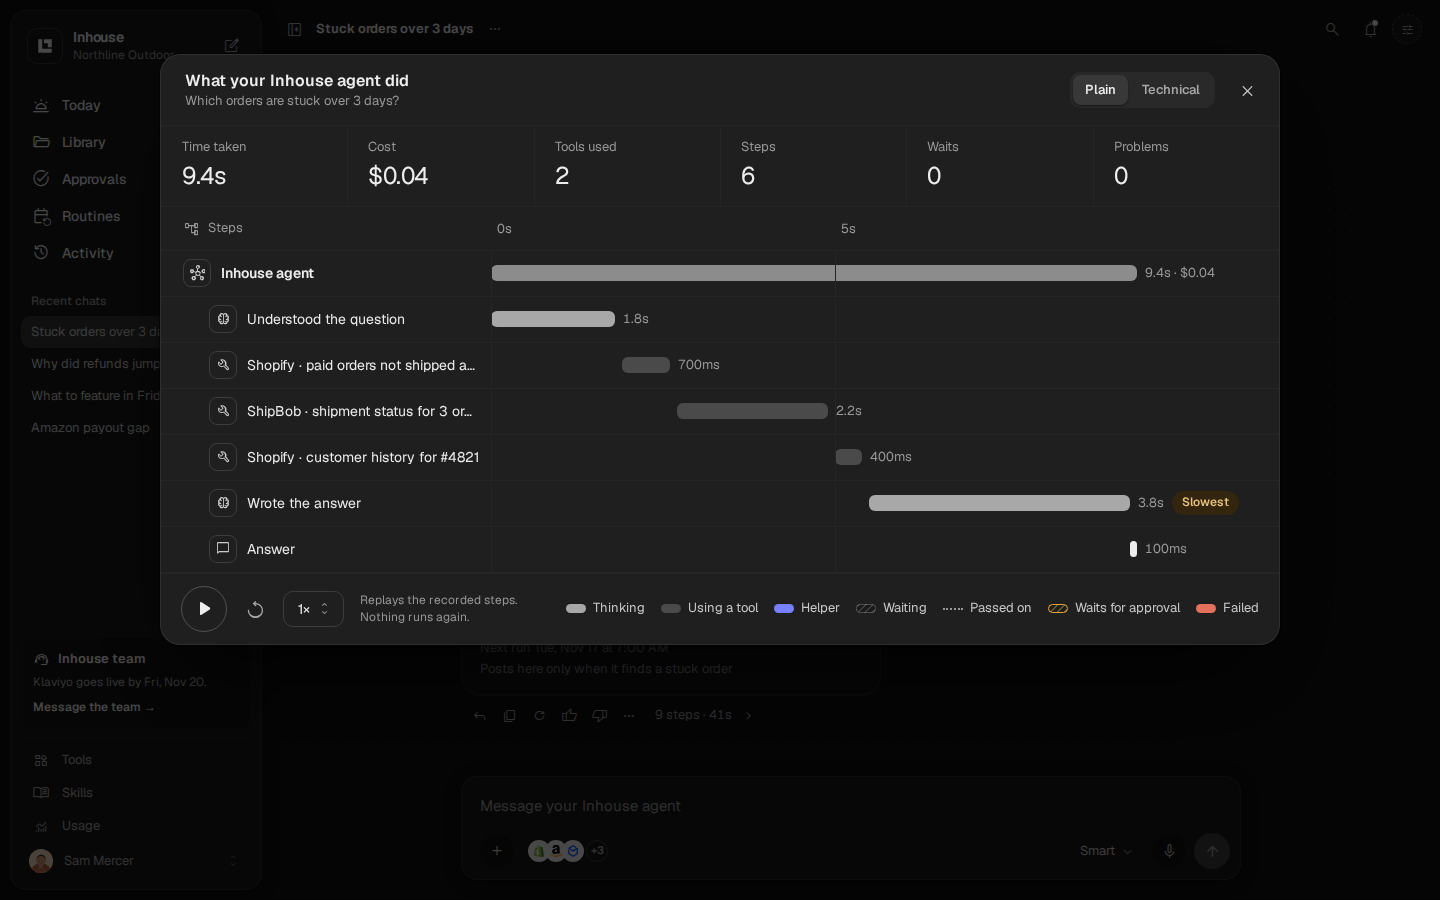 Inhouse
Northline Outdoor
Stuck orders over 3 days
Today
Library
Approvals
Routines
Activity
Recent chats
Stuck orders over 3 da
Why did refunds jump
What to feature in Frid
Amazon payout gap
What your Inhouse agent did
Which orders are stuck over 3 days?
Plain
Technical
Time taken
9.4s
Cost
$0.04
Tools used
2
Steps
6
Waits
0
Problems
0
Steps
0s
5s
Inhouse agent
9.4s · $0.04
Understood the question
1.8s
Shopify · paid orders not shipped a...
700ms
ShipBob · shipment status for 3 or...
2.2s
Shopify · customer history for #4821
400ms
Wrote the answer
3.8s
Slowest
Answer
100ms
1×
Replays the recorded steps.
Nothing runs again.
Thinking
Using a tool
Helper
Waiting
Passed on
Waits for approval
Failed
Next run Tue, Nov 17 at 7:00 AM
Posts here only when it finds a stuck order
9 steps · 41s
Inhouse team
Klaviyo goes live by Fri, Nov 20.
Message the team →
Tools
Skills
Usage
Sam Mercer
Message your Inhouse agent
+3
Smart